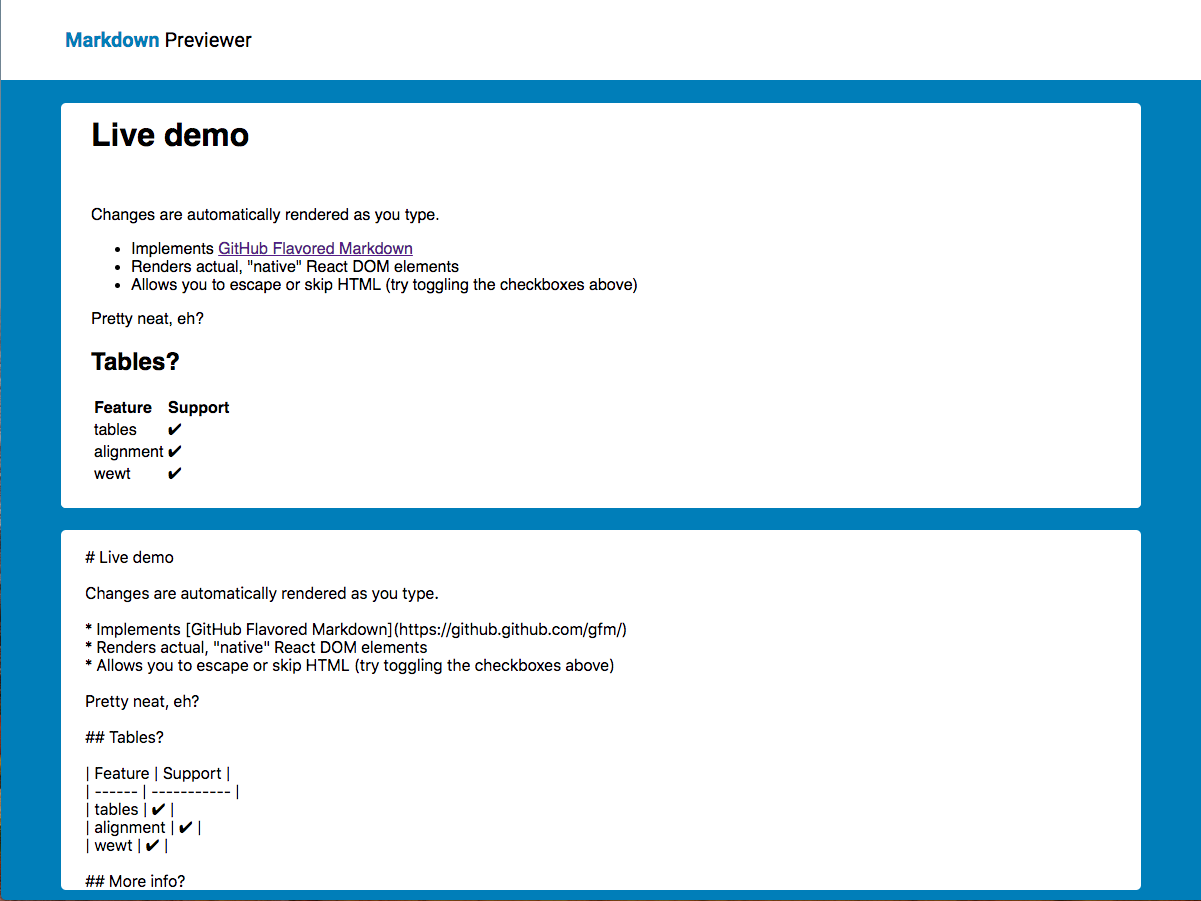 Markdown Previewer
Live demo
Changes are automatically rendered as you type.
• Implements GitHub Flavored Markdown
• Renders actual, "native" React DOM elements
• Allows you to escape or skip HTML (try toggling the checkboxes above)
Pretty neat, eh?
Tables?
Feature Support
tables ✔
alignment ✔
wewt ✔
# Live demo
Changes are automatically rendered as you type.
* Implements [GitHub Flavored Markdown](https://github.github.com/gfm/)
* Renders actual, "native" React DOM elements
* Allows you to escape or skip HTML (try toggling the checkboxes above)
Pretty neat, eh?
## Tables?
| Feature | Support |
| ------ | ----------- |
| tables | ✔ |
| alignment | ✔ |
| wewt | ✔ |
## More info?